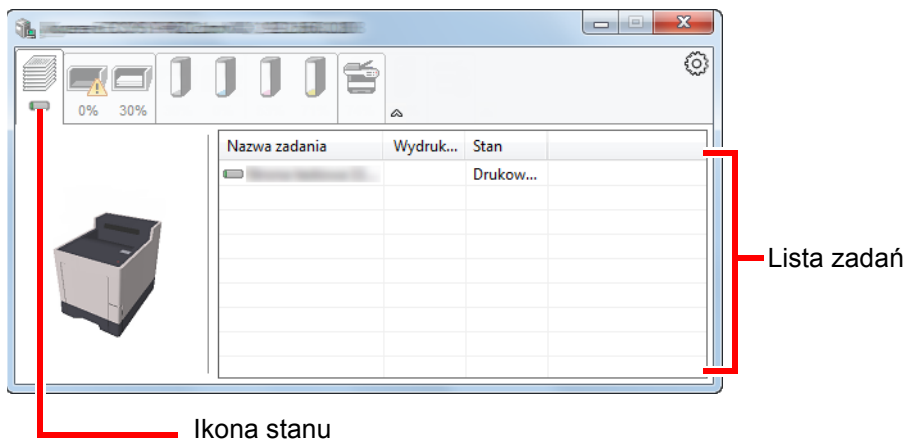 0% 30%
Nazwa zadania Wydruk... Stan
Drukow...
Lista zadań
Ikona stanu